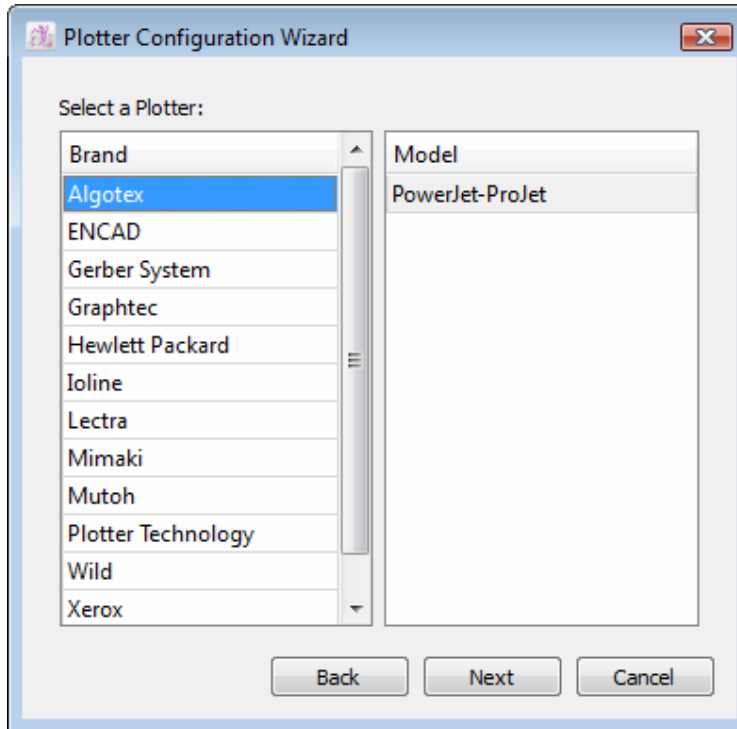 Plotter Configuration Wizard
Select a Plotter:
Brand
Algotex
ENCAD
Gerber System
Graphtec
Hewlett Packard
Ioline
Lectra
Mimaki
Mutoh
Plotter Technology
Wild
Xerox
Model
PowerJet-ProJet
Back
Next
Cancel